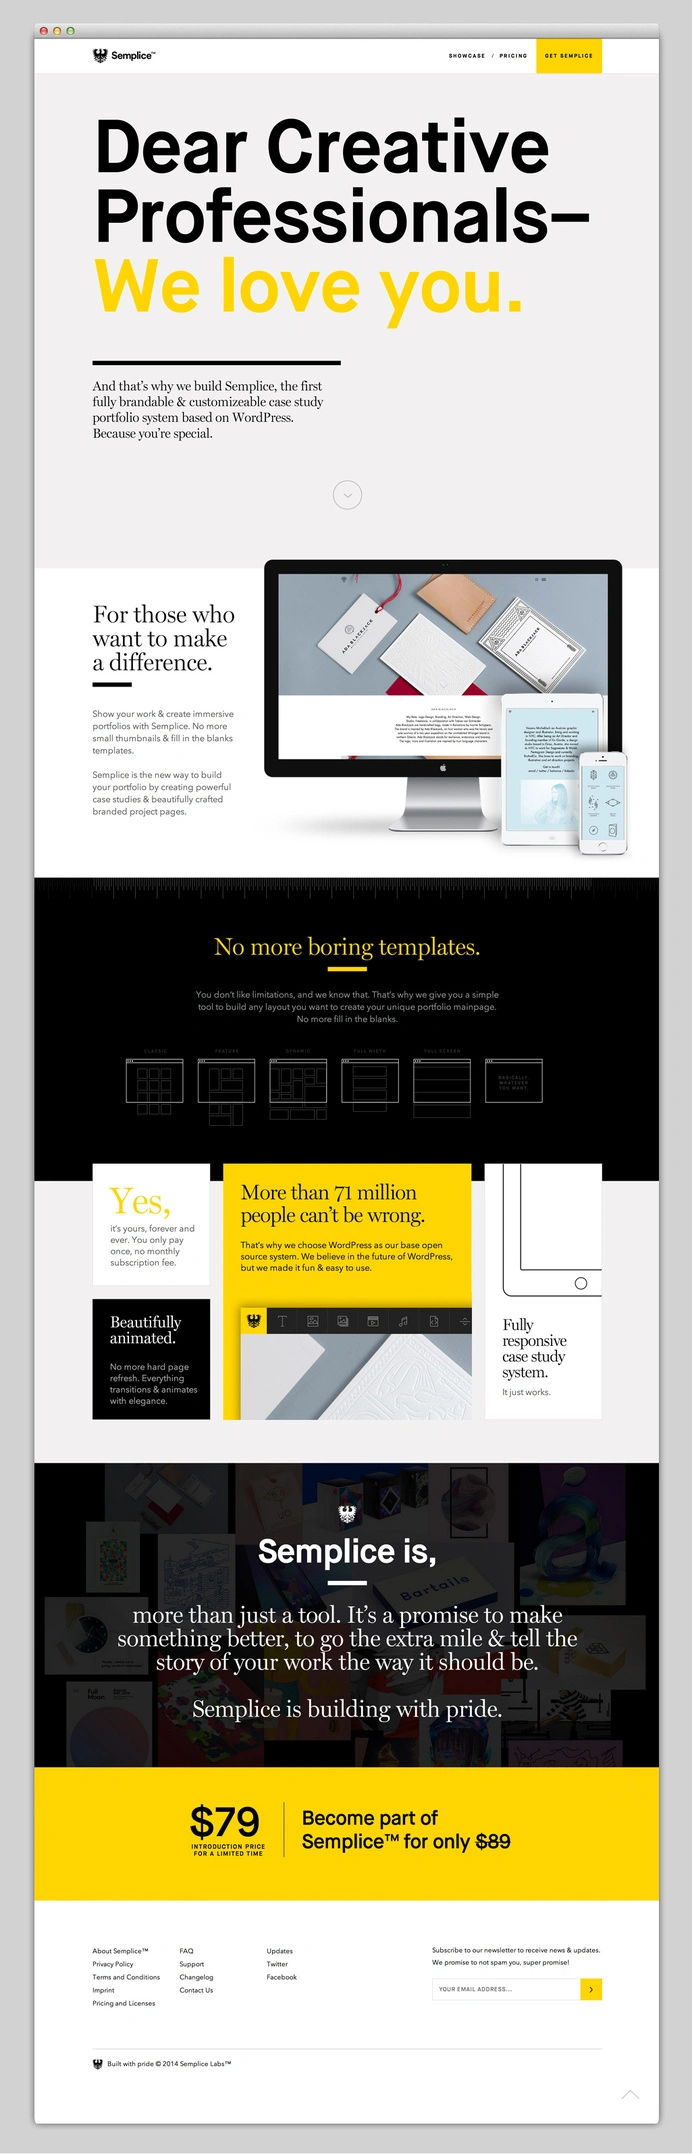 Semplice™
SHOWCASE / PRICING
GET SEMPLICE
Dear Creative
Professionals–
We love you.
And that's why we build Semplice, the first
fully brandable & customizeable case study
portfolio system based on WordPress.
Because you're special.
For those who
want to make
a difference.
Show your work & create immersive
portfolios with Semplice. No more
small thumbnails & fill in the blanks
templates.
Semplice is the new way to build
your portfolio by creating powerful
case studies & beautifully crafted
branded project pages.
ADA BLACKJACK
ADA BLACKJACK
No more boring templates.
You don't like limitations, and we know that. That's why we give you a simple
tool to build any layout you want to create your unique portfolio mainpage.
No more fill in the blanks.
CLASSIC
FEATURE
DYNAMIC
FULL WIDTH
FULL SCREEN
BASICALLY,
WHATEVER
YOU WANT.
Yes,
it's yours, forever and
ever. You only pay
once, no monthly
subscription fee.
More than 71 million
people can't be wrong.
That's why we choose WordPress as our base open
source system. We believe in the future of WordPress,
but we made it fun & easy to use.
Beautifully
animated.
No more hard page
refresh. Everything
transitions & animates
with elegance.
Fully
responsive
case study
system.
It just works.
Semplice is,
Bartaile
more than just a tool. It's a promise to make
something better, to go the extra mile & tell the
story of your work the way it should be.
Full
Moon
Semplice is building with pride.
$79
INTRODUCTION PRICE
FOR A LIMITED TIME
Become part of
Semplice™ for only $89
About Semplice™
Privacy Policy
Terms and Conditions
Imprint
Pricing and Licenses
FAQ
Support
Changelog
Contact Us
Updates
Twitter
Facebook
Subscribe to our newsletter to receive news & updates.
We promise to not spam you, super promise!
YOUR EMAIL ADDRESS...
Built with pride © 2014 Semplice Labs™